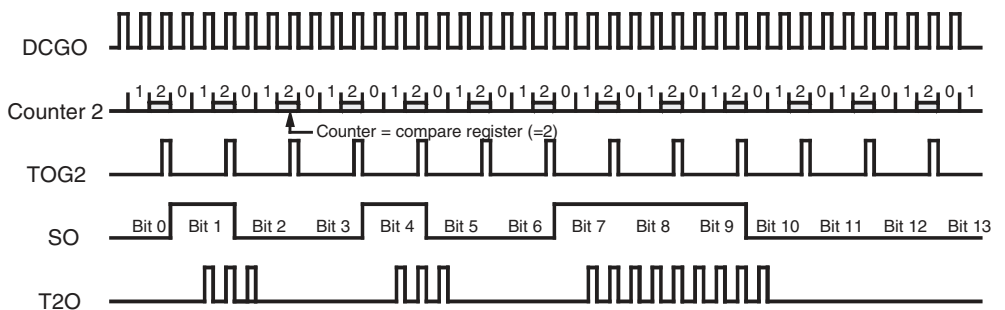 DCGO
Counter 2 1 2 0 1 2 0 1 2 0 1 2 0 1 2 0 1 2 0 1 2 0 1 2 0 1 2 0 1 2 0 1 2 0 1 2 0 1 2 0 1
Counter = compare register (=2)
TOG2
SO Bit 0 Bit 1 Bit 2 Bit 3 Bit 4 Bit 5 Bit 6 Bit 7 Bit 8 Bit 9 Bit 10 Bit 11 Bit 12 Bit 13
T2O